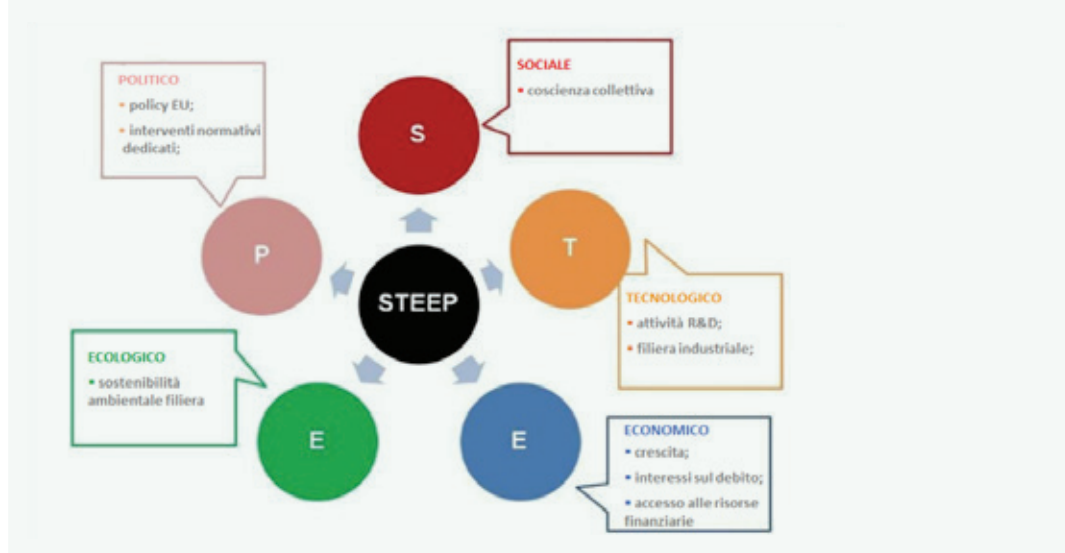 SOCIALE
▪ coscienza collettiva
POLITICO
▪ policy EU;
▪ interventi normativi
dedicati;
S
P
T
STEEP
TECNOLOGICO
▪ attività R&D;
▪ filiera industriale;
ECOLOGICO
▪ sostenibilità
ambientale filiera
E
E
ECONOMICO
▪ crescita;
▪ interessi sul debito;
▪ accesso alle risorse
finanziarie